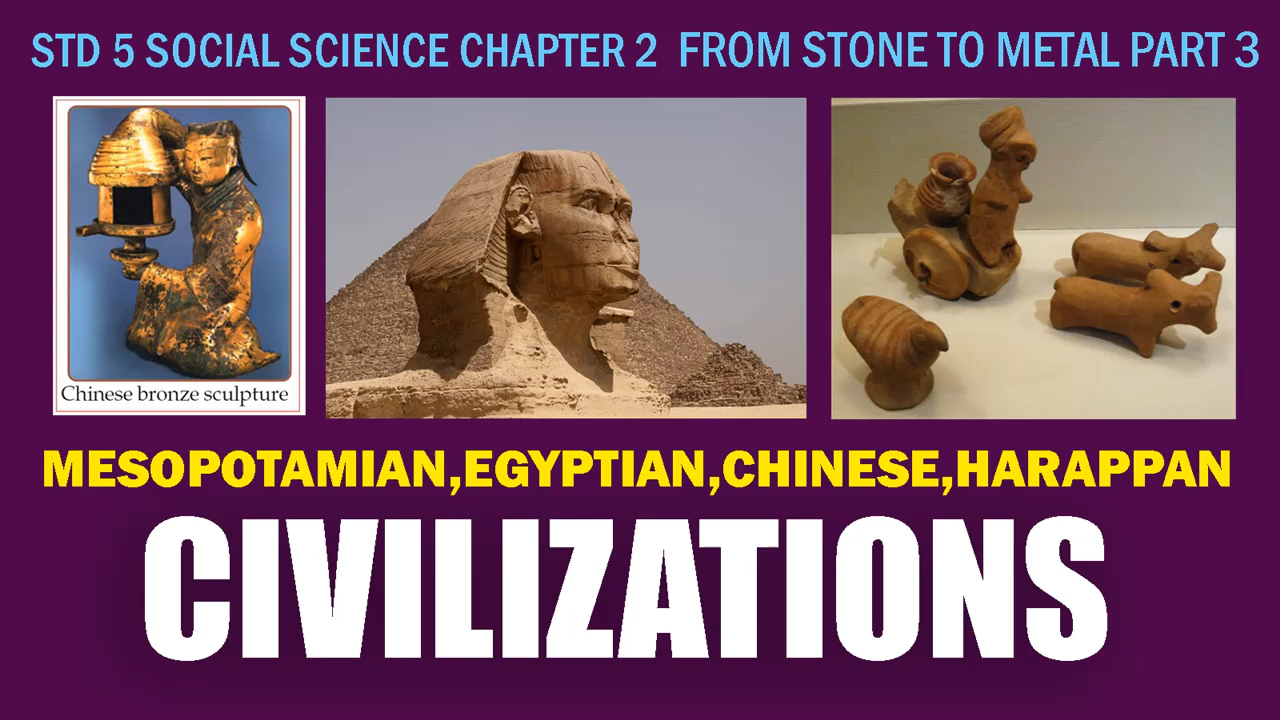 STD 5 SOCIAL SCIENCE CHAPTER 2 FROM STONE TO METAL PART 3
Chinese bronze sculpture
MESOPOTAMIAN,EGYPTIAN,CHINESE,HARAPPAN
CIVILIZATIONS